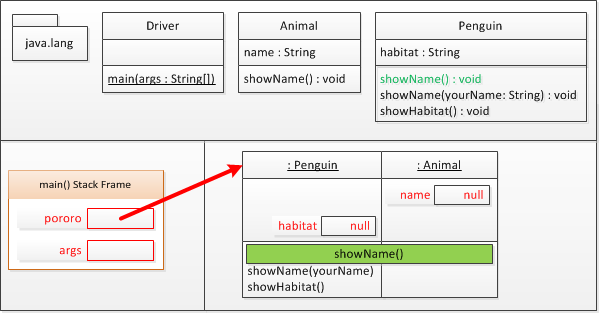 java.lang
Driver
main(args : String[])
Animal
name : String
showName() : void
Penguin
habitat : String
showName() : void
showName(yourName: String) : void
showHabitat() : void
main() Stack Frame
pororo
args
: Penguin
: Animal
name null
habitat null
showName()
showName(yourName)
showHabitat()